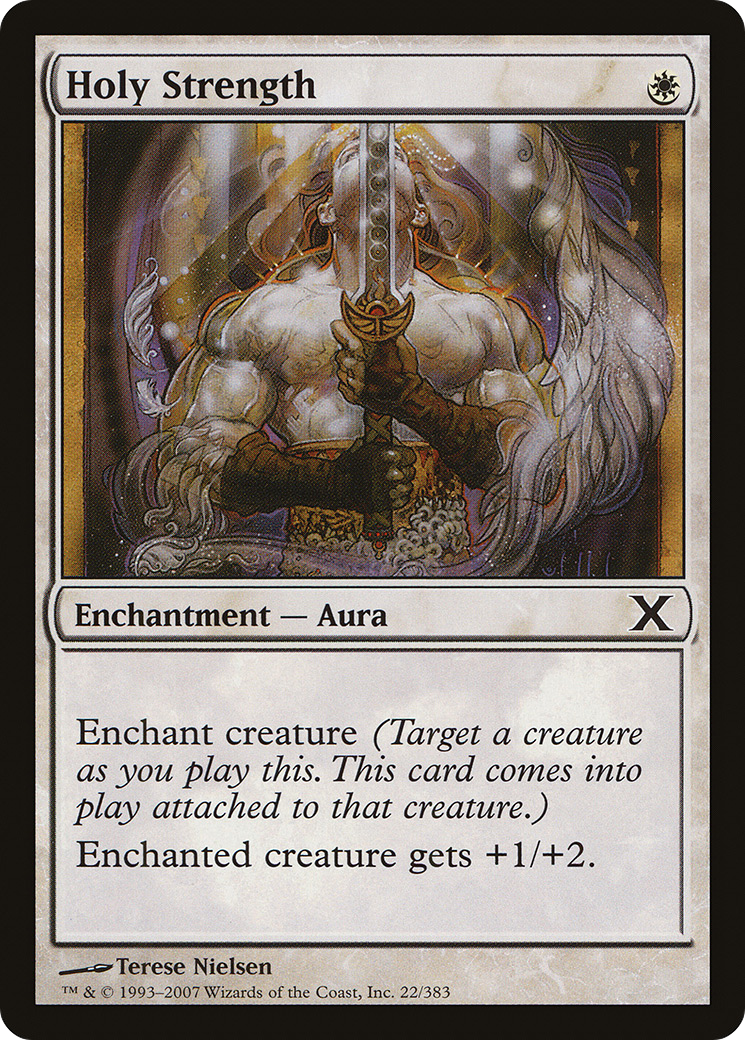 Holy Strength
Enchantment — Aura
X
Enchant creature (Target a creature
as you play this. This card comes into
play attached to that creature.)
Enchanted creature gets +1/+2.
Terese Nielsen
™ & © 1993–2007 Wizards of the Coast, Inc. 22/383